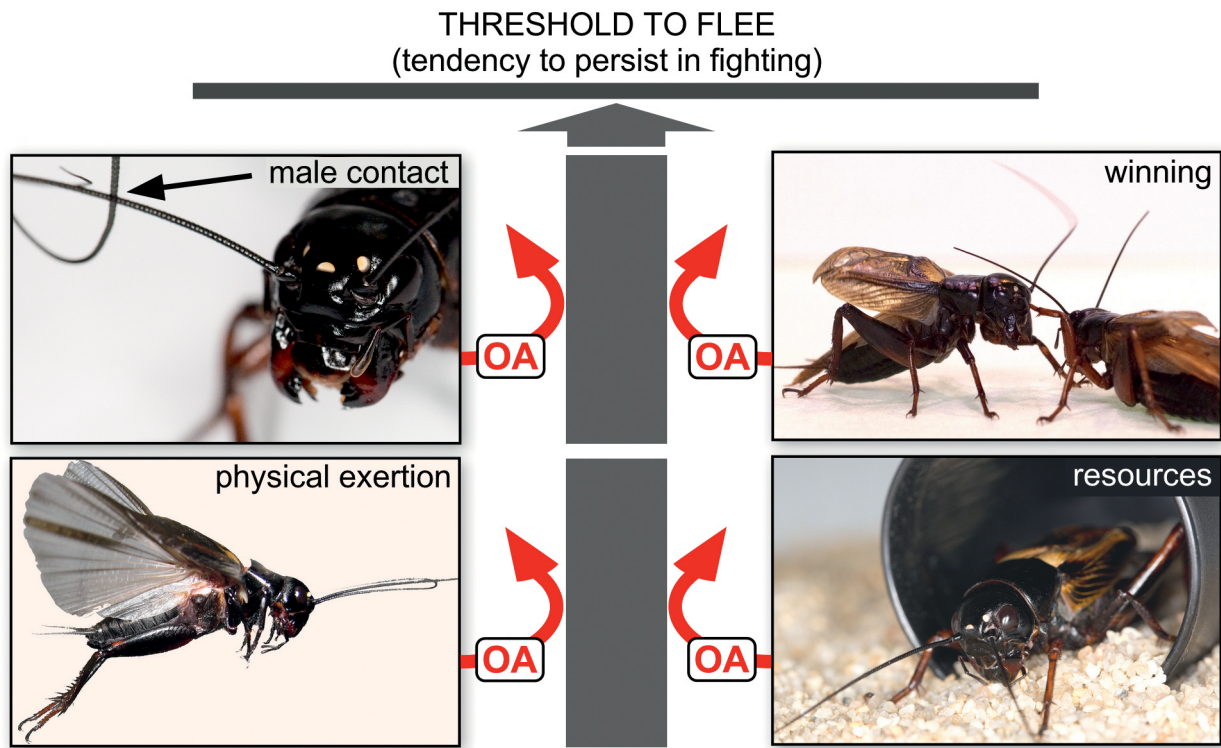 THRESHOLD TO FLEE
(tendency to persist in fighting)
male contact
winning
OA
OA
physical exertion
resources
OA
OA